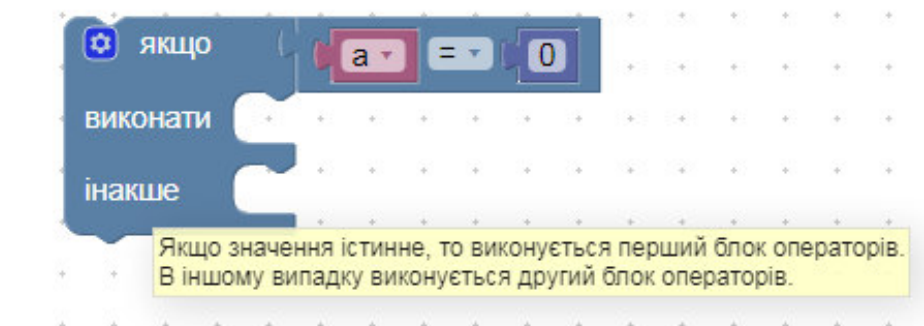 якщо a = 0
виконати
інакше
Якщо значення істинне, то виконується перший блок операторів.
В іншому випадку виконується другий блок операторів.